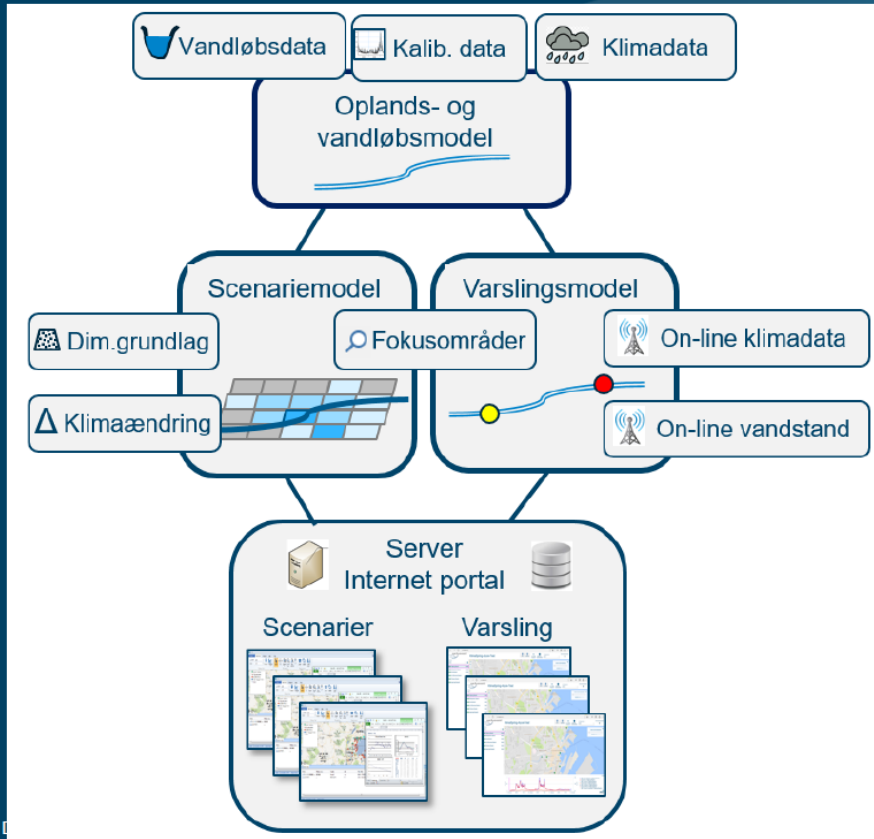 Vandløbsdata
Kalib. data
Klimadata
Oplands- og
vandløbsmodel
Scenariemodel
Varslingsmodel
Dim.grundlag
Fokusområder
On-line klimadata
Δ Klimaændring
On-line vandstand
Server
Internet portal
Scenarier
Varsling